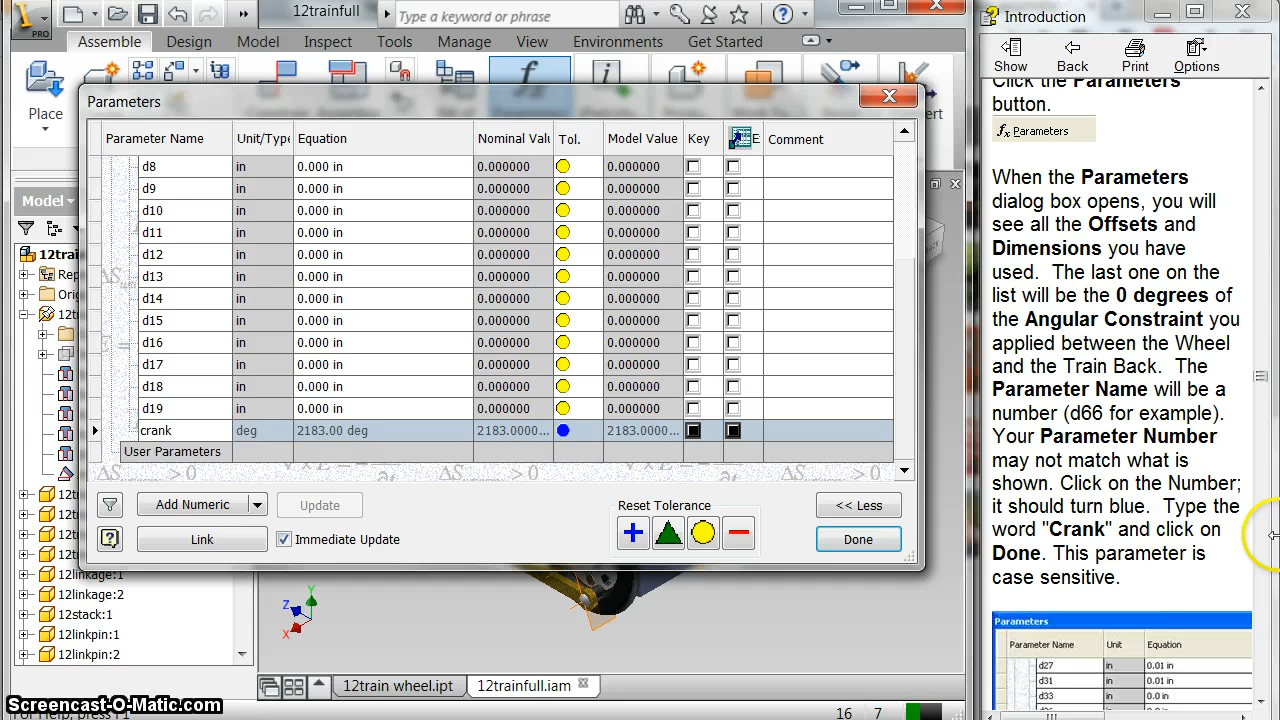 I
PRO
12trainfull
Type a keyword or phrase
Assemble Design Model Inspect Tools Manage View Environments Get Started
Place
Parameters
Parameter Name Unit/Type Equation Nominal Valu Tol. Model Value Key E Comment
d8 in 0.000 in 0.000000 0.000000
d9 in 0.000 in 0.000000 0.000000
d10 in 0.000 in 0.000000 0.000000
d11 in 0.000 in 0.000000 0.000000
d12 in 0.000 in 0.000000 0.000000
d13 in 0.000 in 0.000000 0.000000
d14 in 0.000 in 0.000000 0.000000
d15 in 0.000 in 0.000000 0.000000
d16 in 0.000 in 0.000000 0.000000
d17 in 0.000 in 0.000000 0.000000
d18 in 0.000 in 0.000000 0.000000
d19 in 0.000 in 0.000000 0.000000
crank deg 2183.00 deg 2183.0000... 2183.0000...
User Parameters
Add Numeric Update
Reset Tolerance
<< Less
Link Immediate Update
Done
Model
12train
Rep
Orig
12t
12linkage:1
12linkage:2
12stack:1
12linkpin:1
12linkpin:2
Z Y X
12train wheel.ipt 12trainfull.iam
16 7
For Help, press F1
Screencast-O-Matic.com
Introduction
Show Back Print Options
Click the Parameters
button.
fx Parameters
When the Parameters
dialog box opens, you will
see all the Offsets and
Dimensions you have
used. The last one on the
list will be the 0 degrees of
the Angular Constraint you
applied between the Wheel
and the Train Back. The
Parameter Name will be a
number (d66 for example).
Your Parameter Number
may not match what is
shown. Click on the Number;
it should turn blue. Type the
word "Crank" and click on
Done. This parameter is
case sensitive.
Parameters
Parameter Name Unit Equation
d27 in 0.01 in
d31 in 0.01 in
d33 in 0.0 in